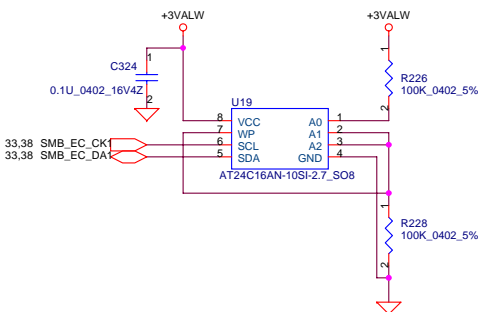 +3VALW
+3VALW
1
C324
0.1U_0402_16V4Z
2
1
R226
100K_0402_5%
2
U19
8 VCC A0 1
7 WP A1 2
33,38 SMB_EC_CK1 6 SCL A2 3
33,38 SMB_EC_DA1 5 SDA GND 4
AT24C16AN-10SI-2.7_SO8
1
R228
100K_0402_5%
2